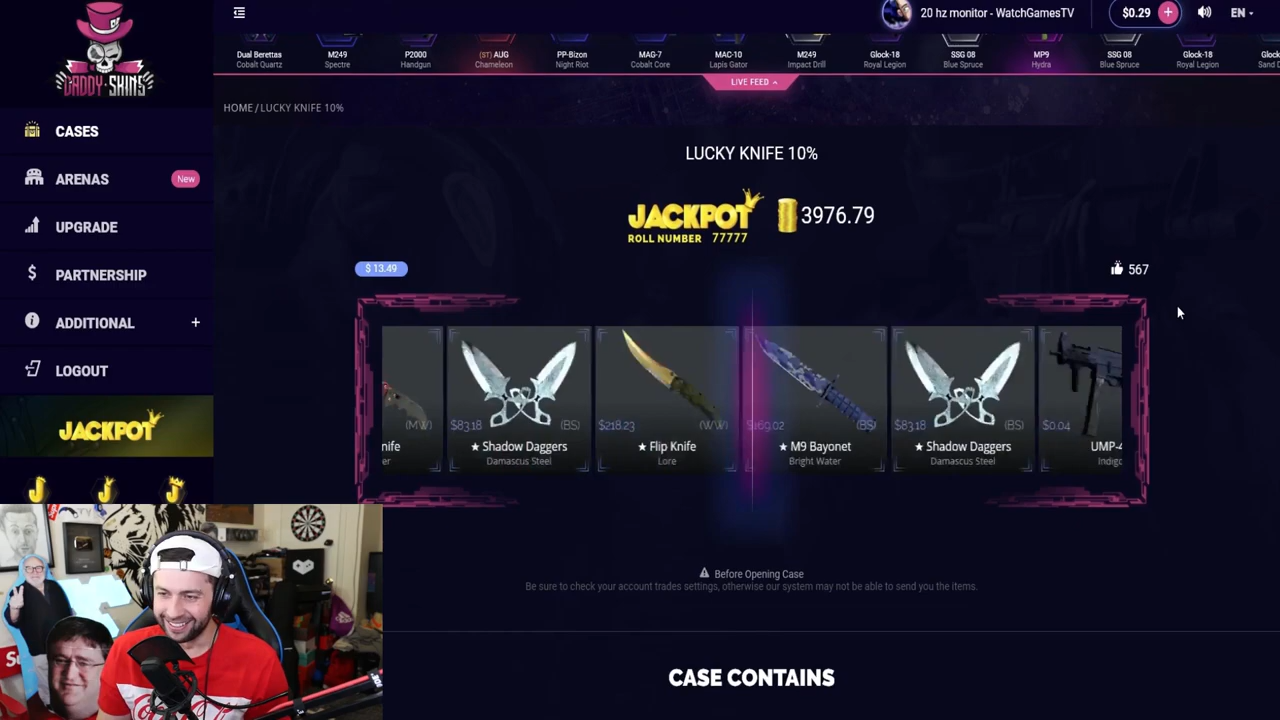 20 hz monitor - WatchGamesTV
$0.29
EN
DADDY SKINS
Dual Berettas
Cobalt Quartz
M249
Spectre
P2000
Handgun
(ST) AUG
Chameleon
PP-Bizon
Night Riot
MAG-7
Cobalt Core
MAC-10
Lapis Gator
M249
Impact Drill
Glock-18
Royal Legion
SSG 08
Blue Spruce
MP9
Hydra
SSG 08
Blue Spruce
Glock-18
Royal Legion
Glock
Sand D
LIVE FEED
HOME / LUCKY KNIFE 10%
CASES
ARENAS
New
UPGRADE
PARTNERSHIP
ADDITIONAL
LOGOUT
JACKPOT
LUCKY KNIFE 10%
JACKPOT
3976.79
ROLL NUMBER 77777
$ 13.49
567
(MW)
nife
er
$83.18 (BS)
★ Shadow Daggers
Damascus Steel
$218.23 (WW)
★ Flip Knife
Lore
$169.02 (BS)
★ M9 Bayonet
Bright Water
$83.18 (BS)
★ Shadow Daggers
Damascus Steel
$0.04
UMP-4
Indigo
Before Opening Case
Be sure to check your account trades settings, otherwise our system may not be able to send you the items.
CASE CONTAINS